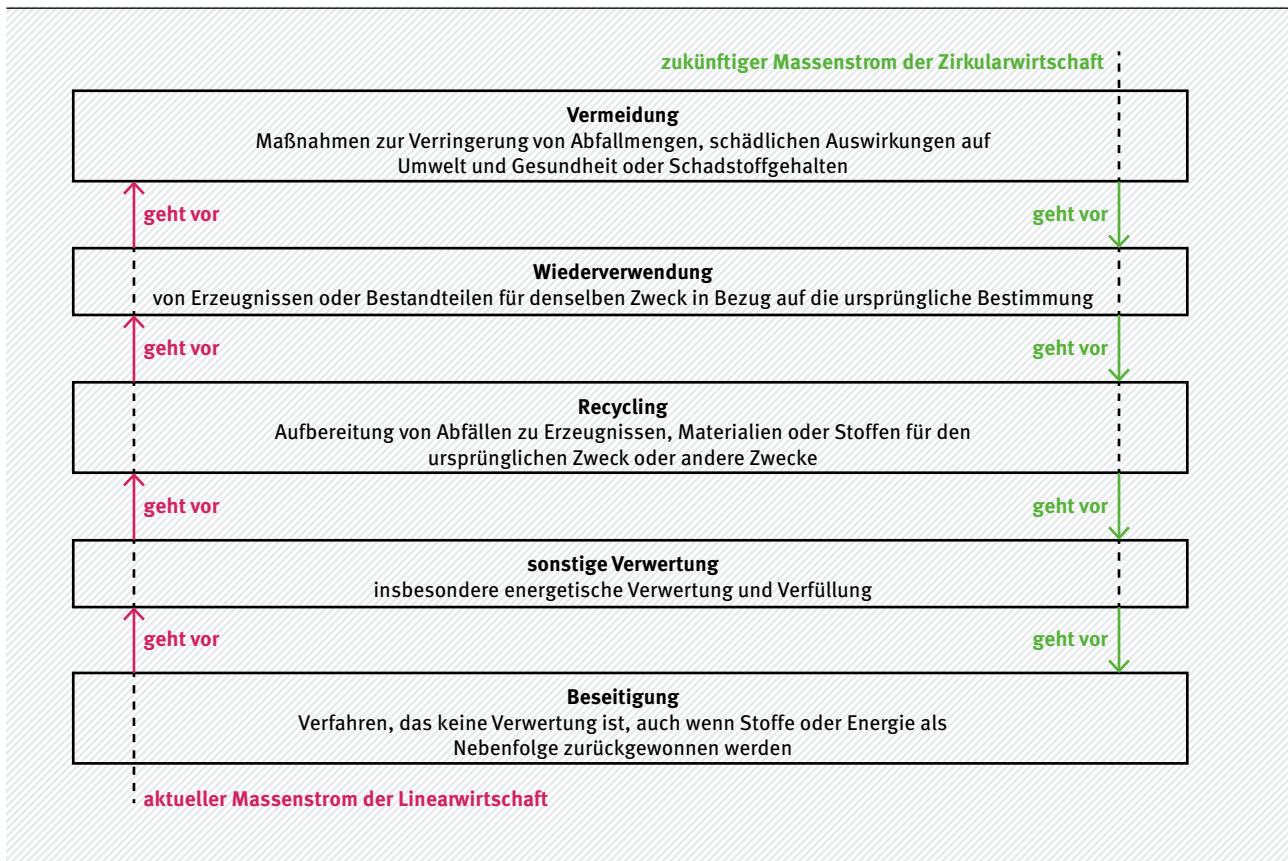 zukünftiger Massenstrom der Zirkularwirtschaft
Vermeidung
Maßnahmen zur Verringerung von Abfallmengen, schädlichen Auswirkungen auf
Umwelt und Gesundheit oder Schadstoffgehalten
geht vor
geht vor
Wiederverwendung
von Erzeugnissen oder Bestandteilen für denselben Zweck in Bezug auf die ursprüngliche Bestimmung
geht vor
geht vor
Recycling
Aufbereitung von Abfällen zu Erzeugnissen, Materialien oder Stoffen für den
ursprünglichen Zweck oder andere Zwecke
geht vor
geht vor
sonstige Verwertung
insbesondere energetische Verwertung und Verfüllung
geht vor
geht vor
Beseitigung
Verfahren, das keine Verwertung ist, auch wenn Stoffe oder Energie als
Nebenfolge zurückgewonnen werden
aktueller Massenstrom der Linearwirtschaft